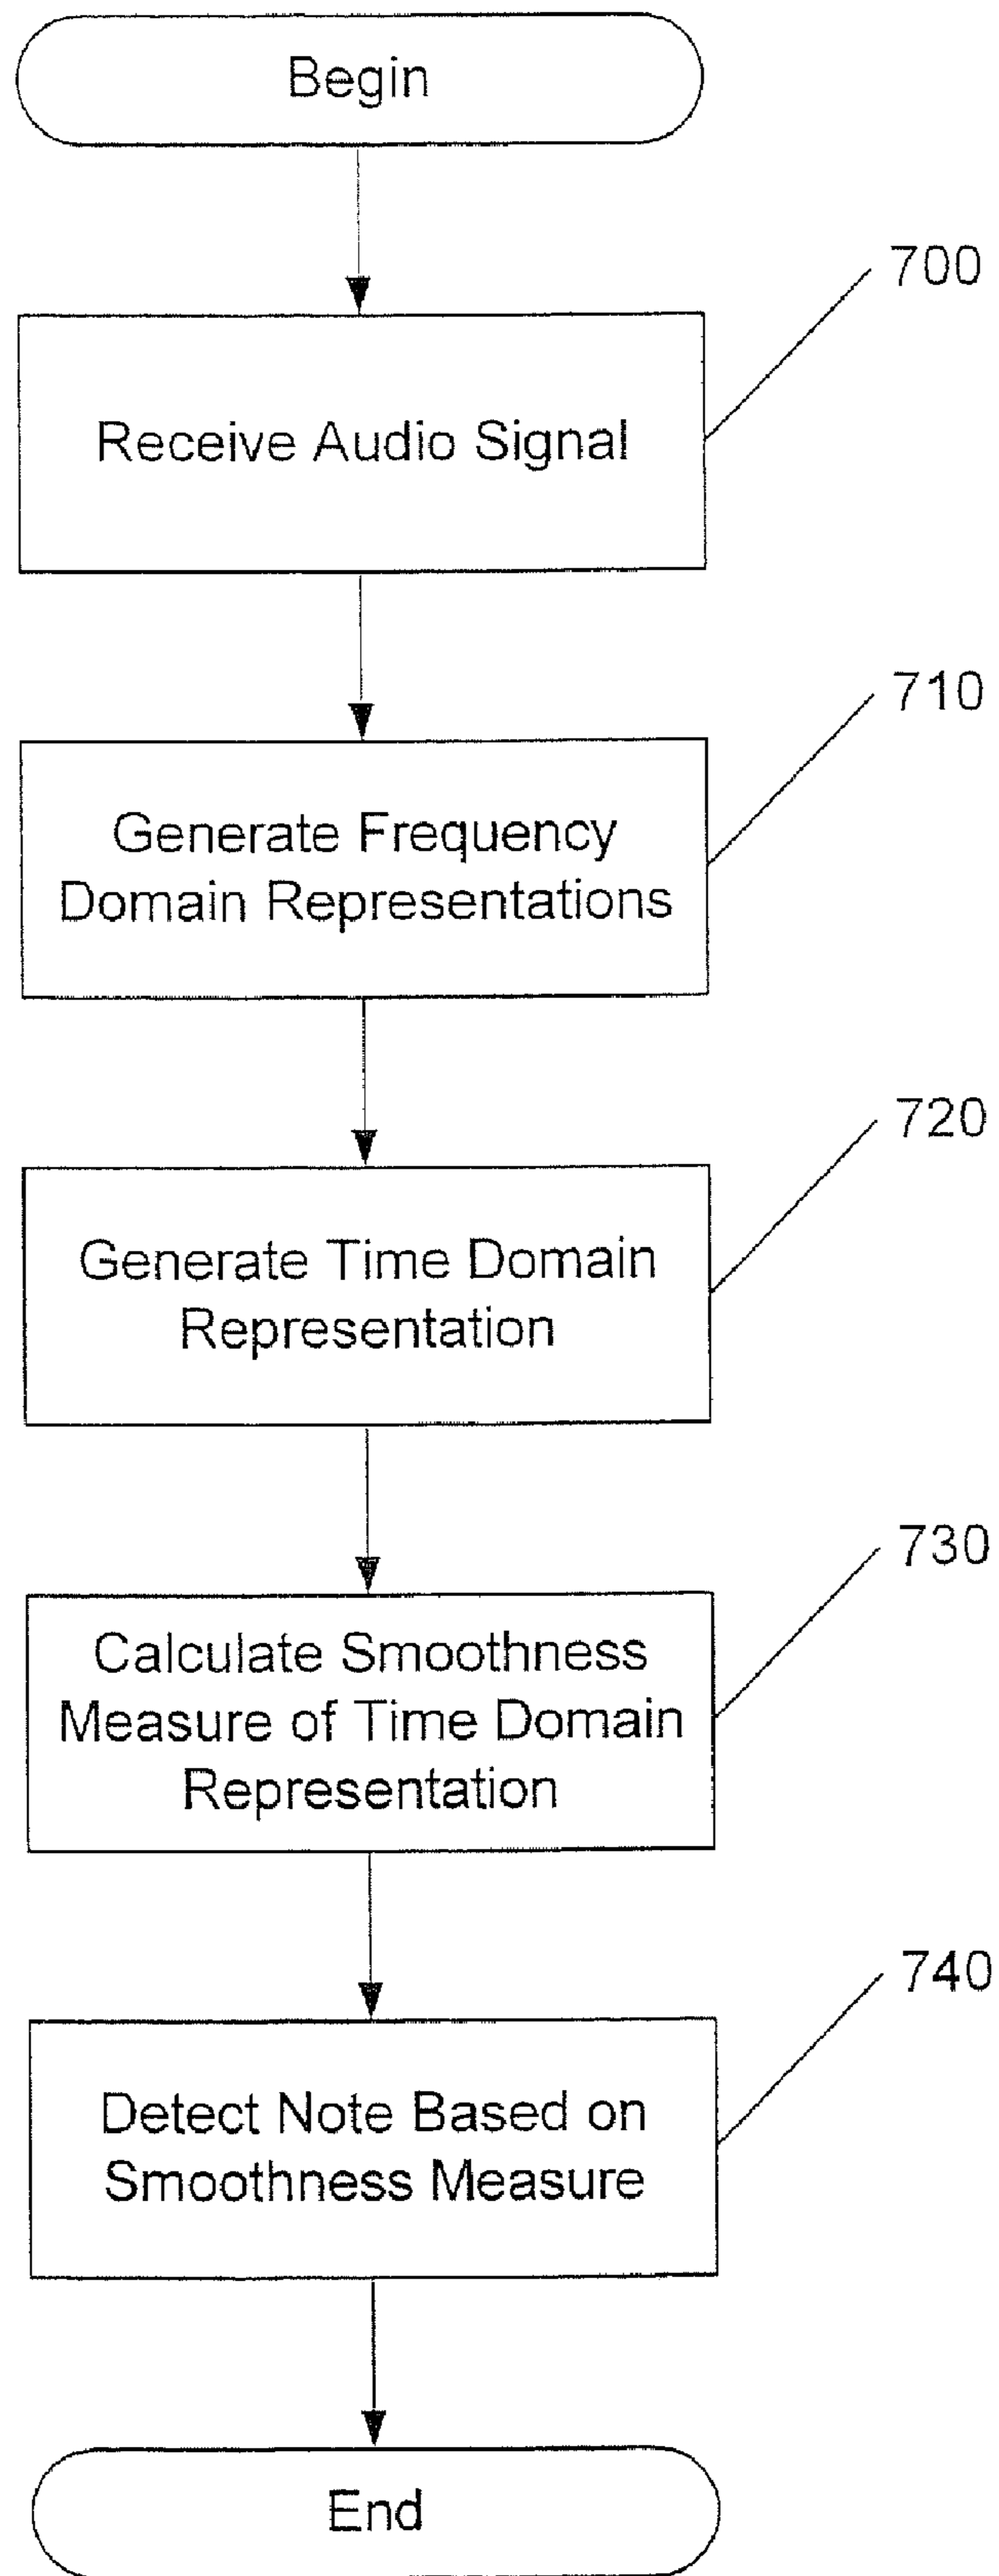 Begin
700
Receive Audio Signal
710
Generate Frequency
Domain Representations
720
Generate Time Domain
Representation
730
Calculate Smoothness
Measure of Time Domain
Representation
740
Detect Note Based on
Smoothness Measure
End